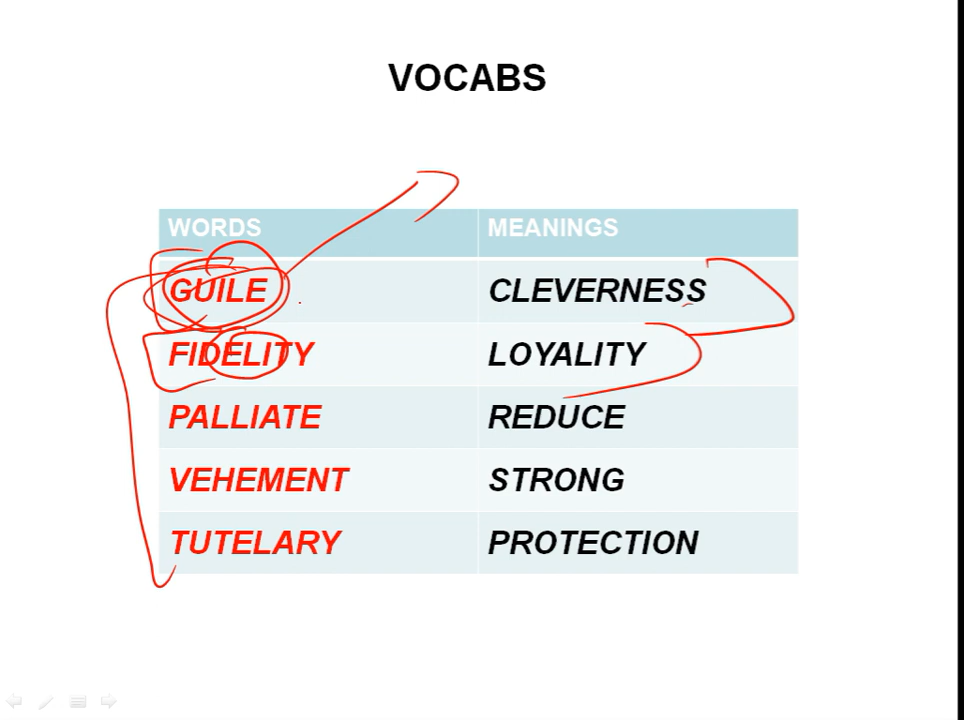 VOCABS
WORDS MEANINGS
GUILE CLEVERNESS
FIDELITY LOYALITY
PALLIATE REDUCE
VEHEMENT STRONG
TUTELARY PROTECTION